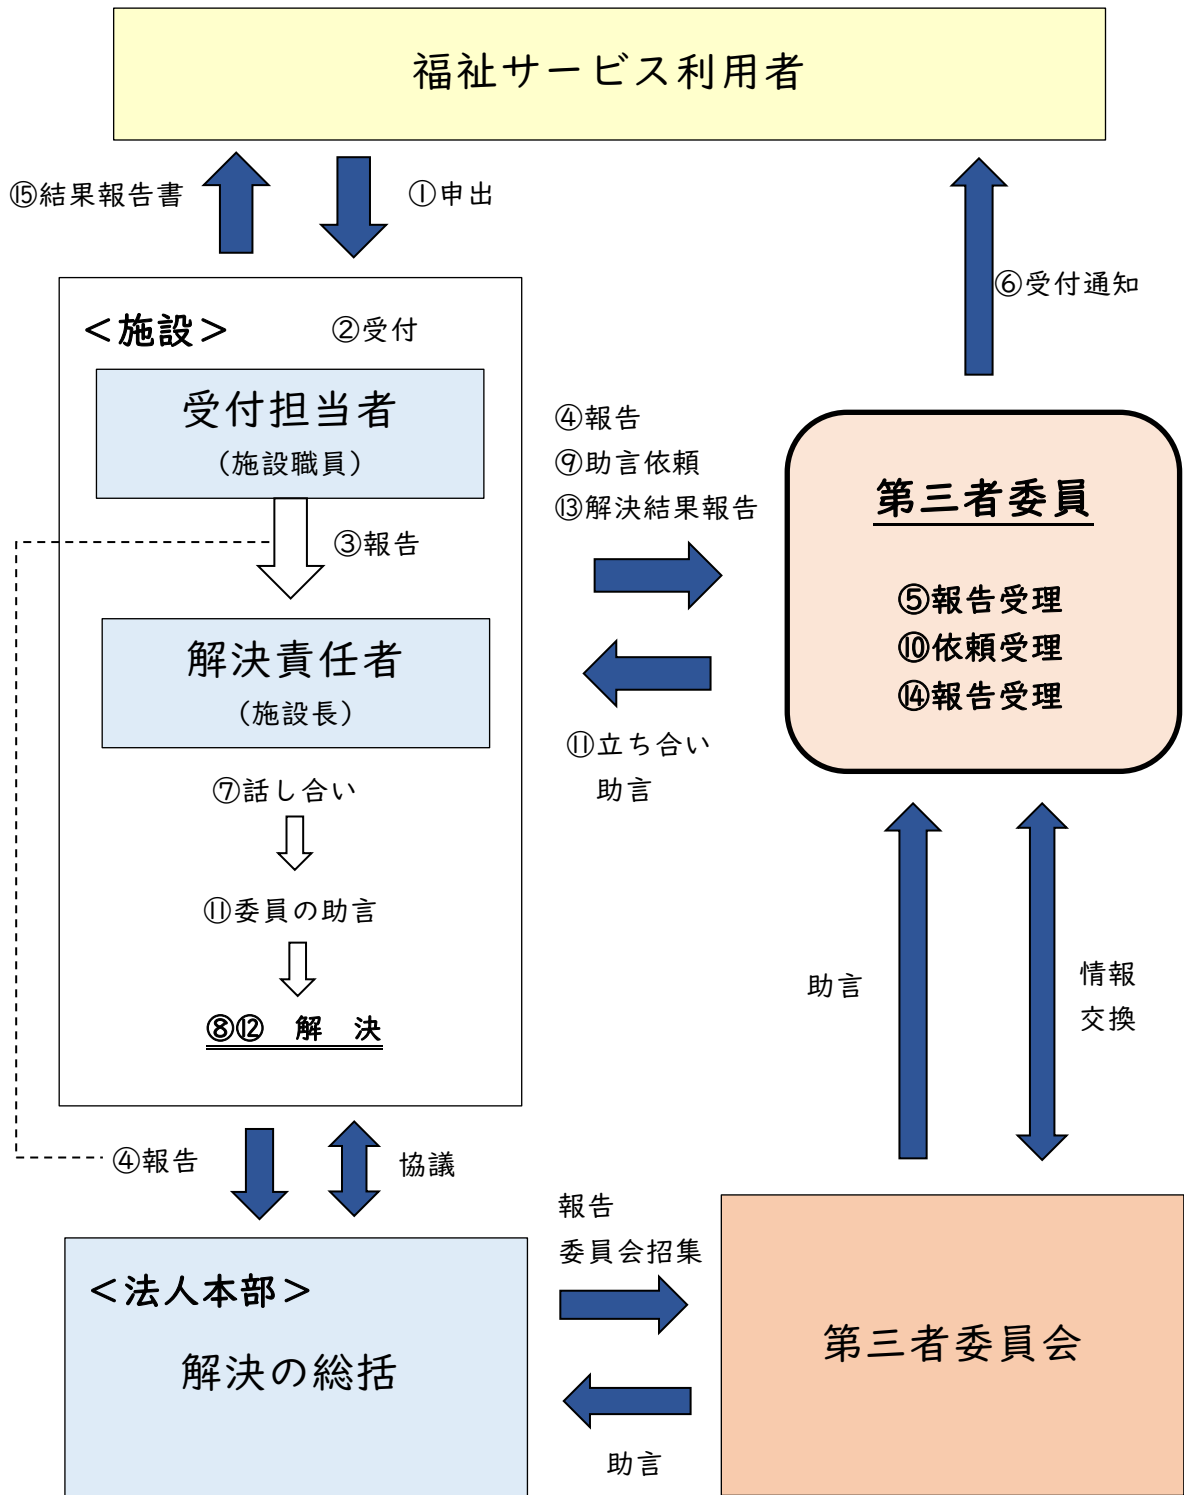 福祉サービス利用者
⑮結果報告書
①申出
⑥受付通知
＜施設＞
②受付
受付担当者
（施設職員）
③報告
解決責任者
（施設長）
⑦話し合い
⑪委員の助言
⑧⑫　解　決
④報告
⑨助言依頼
⑬解決結果報告
⑪立ち合い
助言
第三者委員
⑤報告受理
⑩依頼受理
⑭報告受理
助言
情報
交換
④報告
協議
報告
委員会招集
＜法人本部＞
解決の総括
第三者委員会
助言